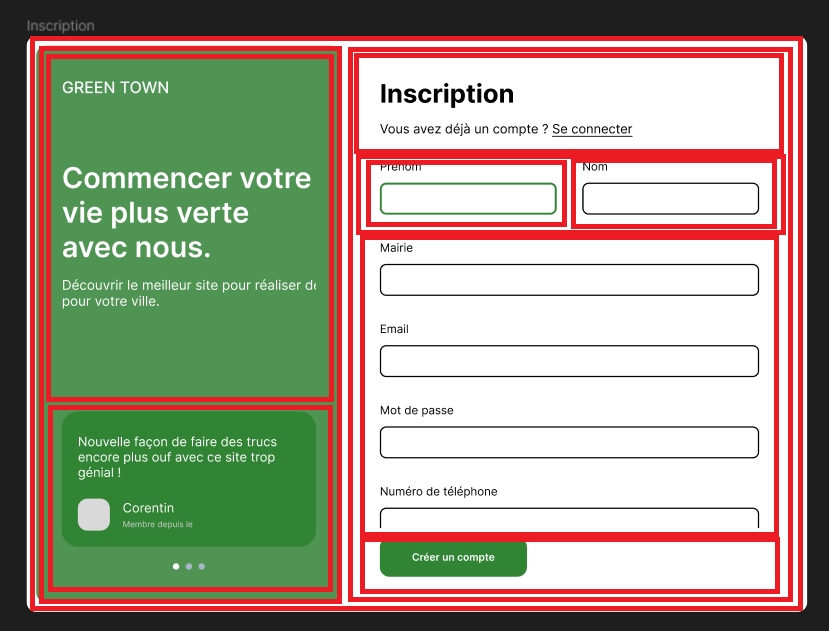 Inscription
GREEN TOWN
Commencer votre
vie plus verte
avec nous.
Découvrir le meilleur site pour réaliser
pour votre ville.
Nouvelle façon de faire des trucs
encore plus ouf avec ce site trop
génial !
Corentin
Membre depuis le
Inscription
Vous avez déjà un compte ? Se connecter
Prénom
Nom
Mairie
Email
Mot de passe
Numéro de téléphone
Créer un compte